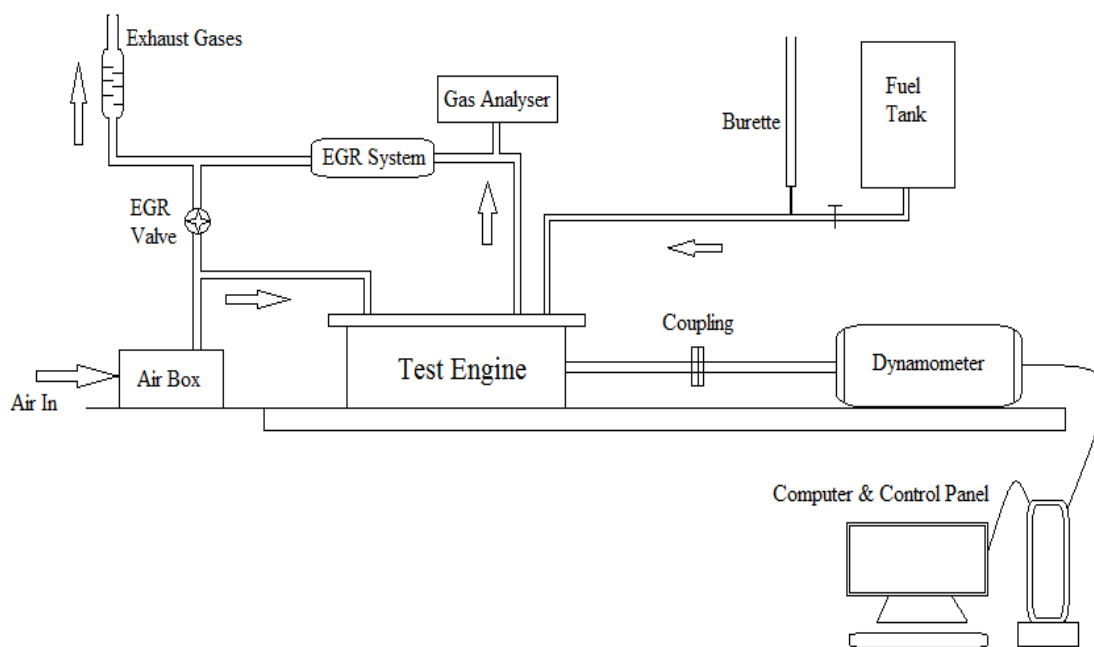 Exhaust Gases
Gas Analyser
Fuel
Tank
Burette
EGR System
EGR
Valve
Coupling
Test Engine
Dynamometer
Air Box
Air In
Computer & Control Panel